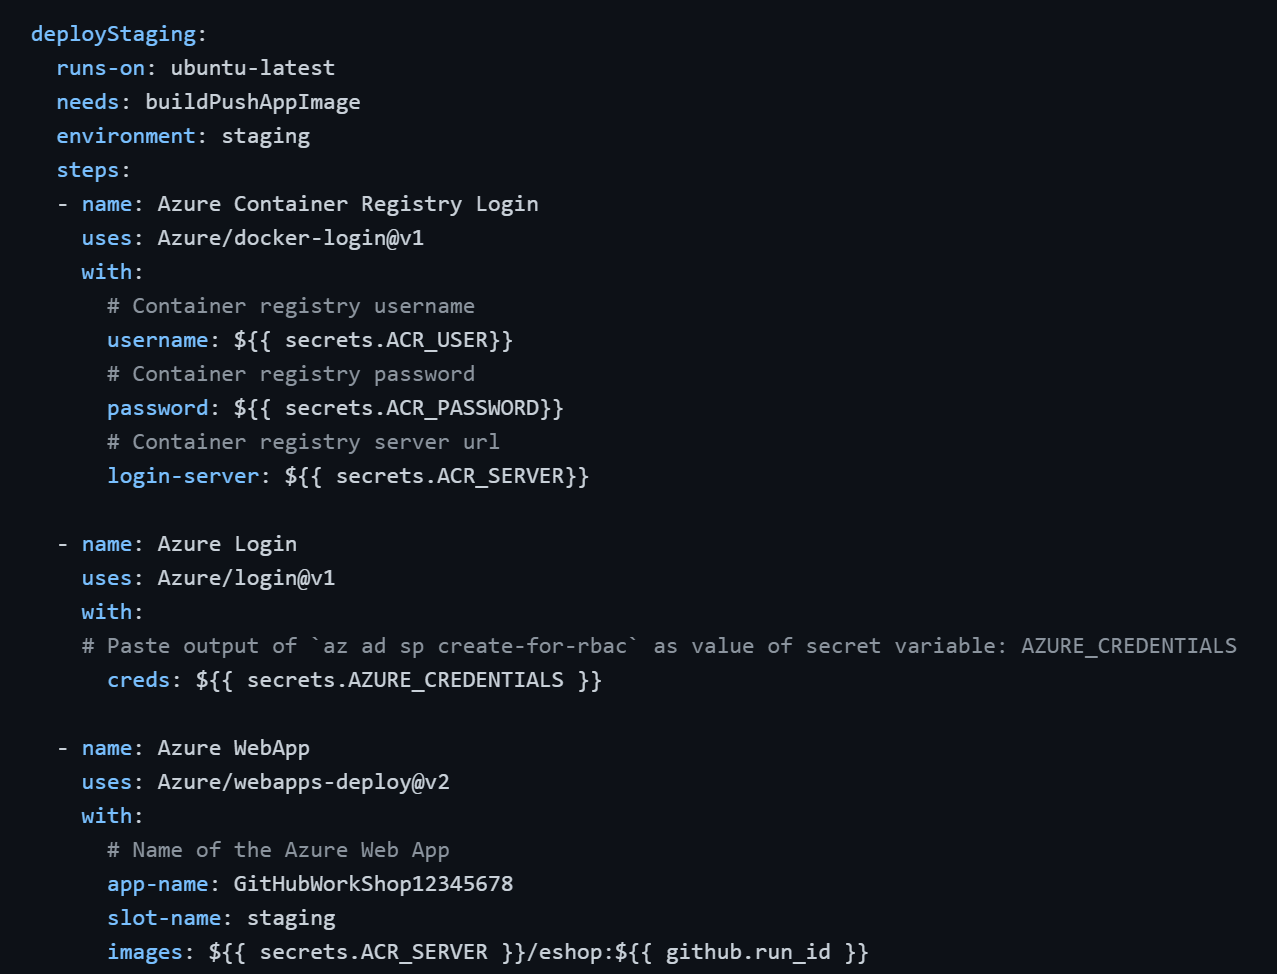 deployStaging:
  runs-on: ubuntu-latest
  needs: buildPushAppImage
  environment: staging
  steps:
  - name: Azure Container Registry Login
    uses: Azure/docker-login@v1
    with:
      # Container registry username
      username: ${{ secrets.ACR_USER}}
      # Container registry password
      password: ${{ secrets.ACR_PASSWORD}}
      # Container registry server url
      login-server: ${{ secrets.ACR_SERVER}}

  - name: Azure Login
    uses: Azure/login@v1
    with:
    # Paste output of `az ad sp create-for-rbac` as value of secret variable: AZURE_CREDENTIALS
      creds: ${{ secrets.AZURE_CREDENTIALS }}

  - name: Azure WebApp
    uses: Azure/webapps-deploy@v2
    with:
      # Name of the Azure Web App
      app-name: GitHubWorkShop12345678
      slot-name: staging
      images: ${{ secrets.ACR_SERVER }}/eshop:${{ github.run_id }}